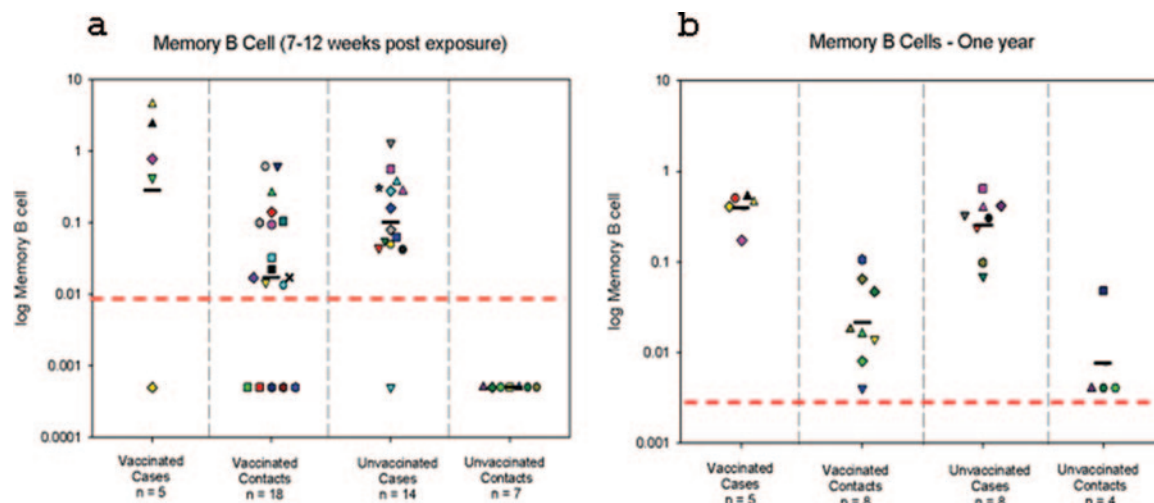 a
Memory B Cell (7-12 weeks post exposure)
log Memory B cell
10
1
0.1
0.01
0.001
0.0001
Vaccinated
Cases
n = 5
Vaccinated
Contacts
n = 18
Unvaccinated
Cases
n = 14
Unvaccinated
Contacts
n = 7
b
Memory B Cells - One year
log Memory B cell
10
1
0.1
0.01
0.001
Vaccinated
Cases
n = 5
Vaccinated
Contacts
n = 8
Unvaccinated
Cases
n = 8
Unvaccinated
Contacts
n = 4